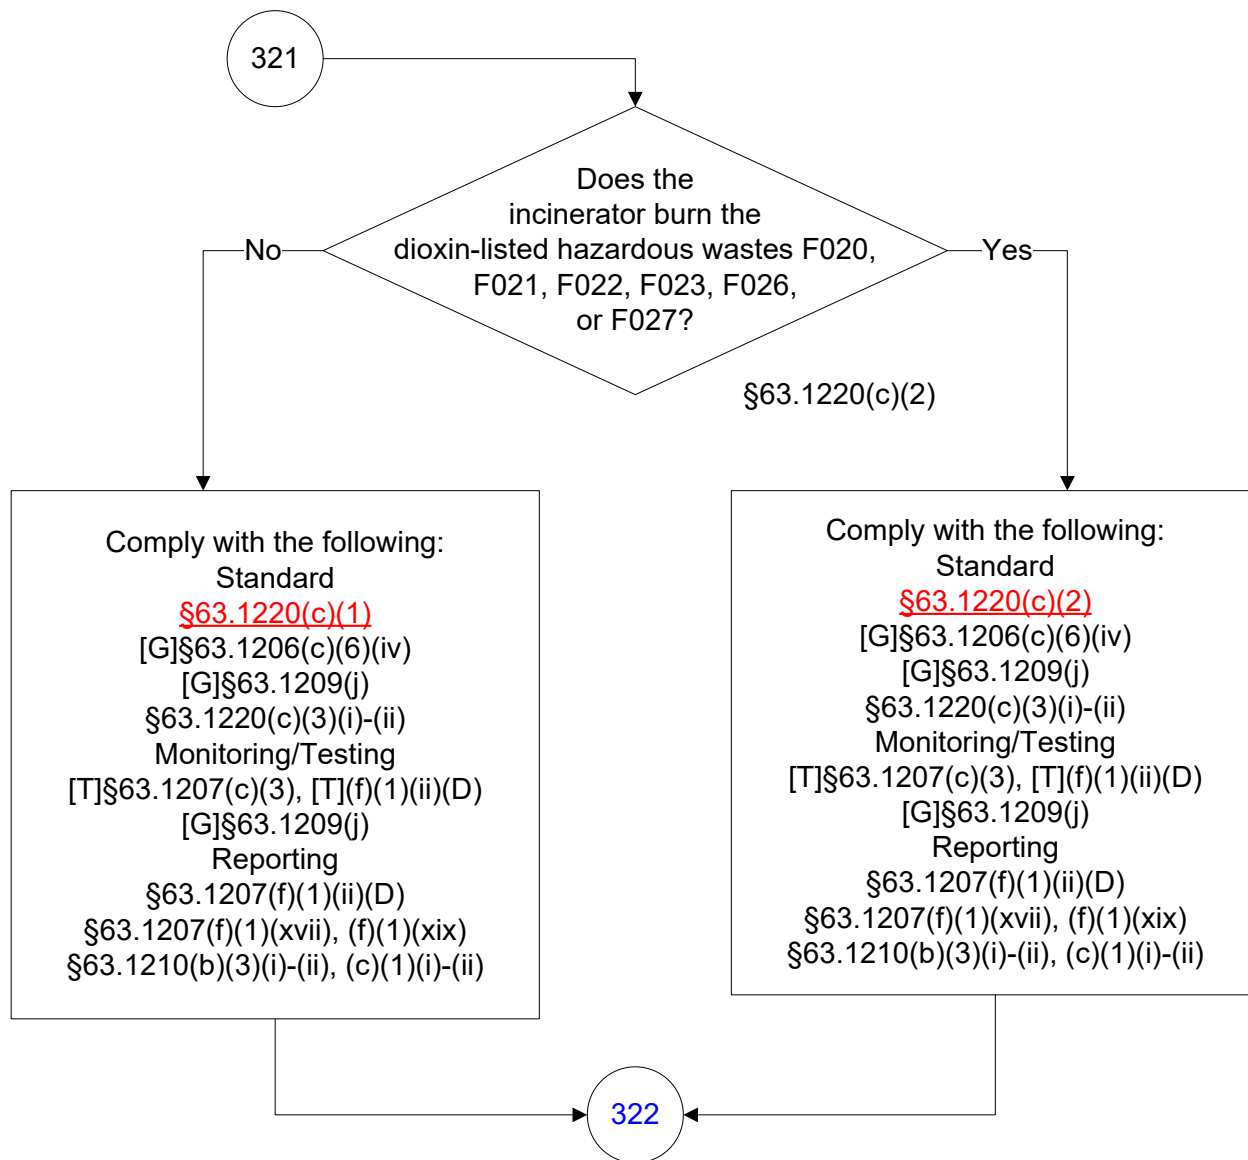 321
Does the
incinerator burn the
dioxin-listed hazardous wastes F020,
F021, F022, F023, F026,
or F027?
No
Yes
§63.1220(c)(2)
Comply with the following:
Standard
§63.1220(c)(1)
[G]§63.1206(c)(6)(iv)
[G]§63.1209(j)
§63.1220(c)(3)(i)-(ii)
Monitoring/Testing
[T]§63.1207(c)(3), [T](f)(1)(ii)(D)
[G]§63.1209(j)
Reporting
§63.1207(f)(1)(ii)(D)
§63.1207(f)(1)(xvii), (f)(1)(xix)
§63.1210(b)(3)(i)-(ii), (c)(1)(i)-(ii)
Comply with the following:
Standard
§63.1220(c)(2)
[G]§63.1206(c)(6)(iv)
[G]§63.1209(j)
§63.1220(c)(3)(i)-(ii)
Monitoring/Testing
[T]§63.1207(c)(3), [T](f)(1)(ii)(D)
[G]§63.1209(j)
Reporting
§63.1207(f)(1)(ii)(D)
§63.1207(f)(1)(xvii), (f)(1)(xix)
§63.1210(b)(3)(i)-(ii), (c)(1)(i)-(ii)
322